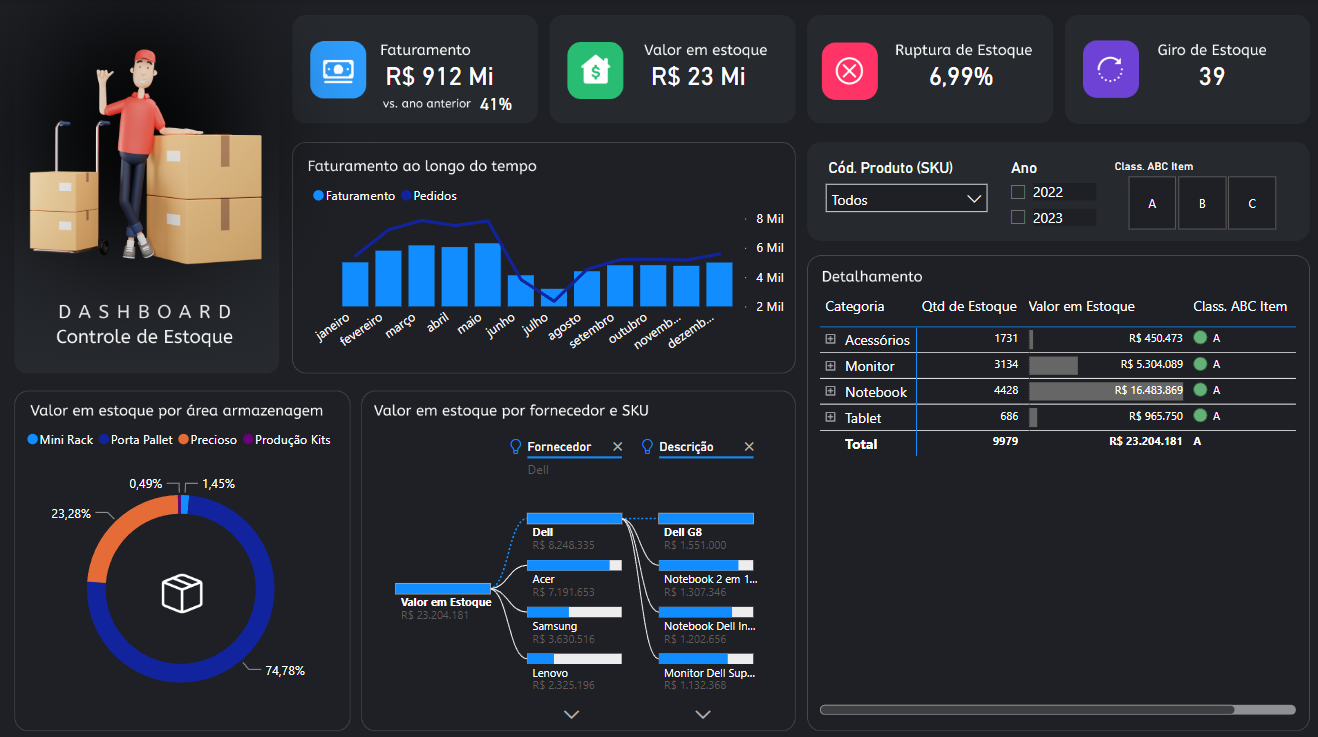 DASHBOARD
Controle de Estoque
Faturamento
R$ 912 Mi
vs. ano anterior 41%
Valor em estoque
R$ 23 Mi
Ruptura de Estoque
6,99%
Giro de Estoque
39
Faturamento ao longo do tempo
Faturamento Pedidos
8 Mil
6 Mil
4 Mil
2 Mil
janeiro
fevereiro
março
abril
maio
junho
julho
agosto
setembro
outubro
novemb...
dezemb...
Cód. Produto (SKU)
Todos
Ano
2022
2023
Class. ABC Item
A B C
Detalhamento
Categoria Qtd de Estoque Valor em Estoque Class. ABC Item
Acessórios 1731 R$ 450.473 A
Monitor 3134 R$ 5.304.089 A
Notebook 4428 R$ 16.483.869 A
Tablet 686 R$ 965.750 A
Total 9979 R$ 23.204.181 A
Valor em estoque por área armazenagem
Mini Rack Porta Pallet Precioso Produção Kits
0,49% 1,45%
23,28%
74,78%
Valor em estoque por fornecedor e SKU
Fornecedor Descrição
Dell
Valor em Estoque
R$ 23.204.181
Dell
R$ 8.248.335
Acer
R$ 7.191.653
Samsung
R$ 3.630.516
Lenovo
R$ 2.325.196
Dell G8
R$ 1.551.000
Notebook 2 em 1...
R$ 1.307.346
Notebook Dell In...
R$ 1.202.656
Monitor Dell Sup...
R$ 1.132.368